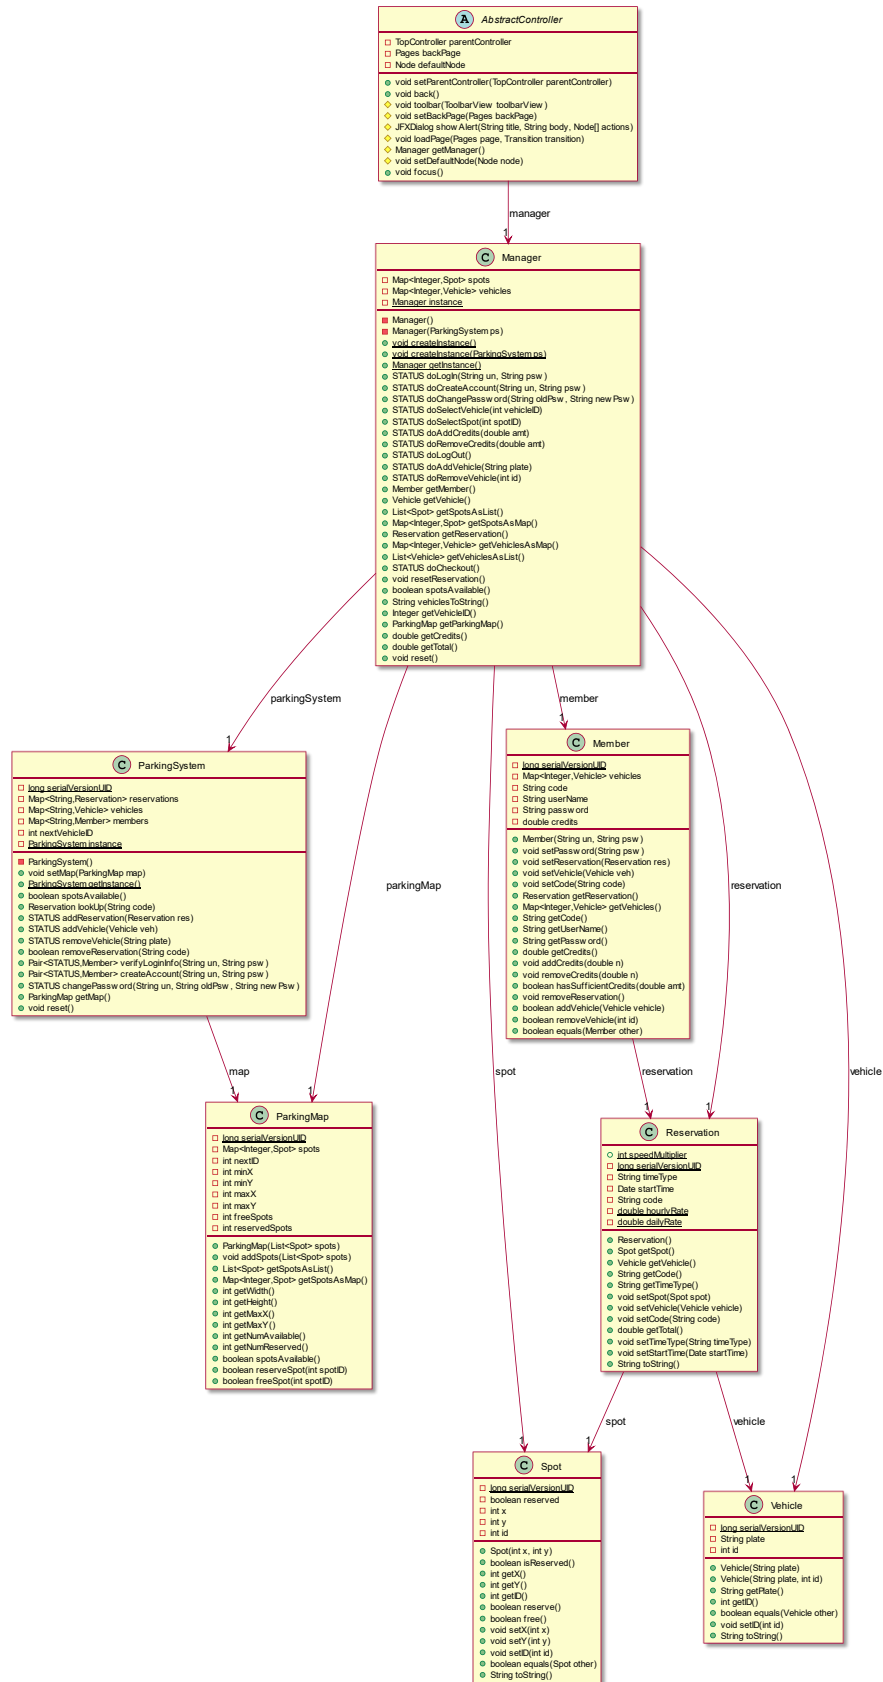 A AbstractController
TopController parentController
Pages backPage
Node defaultNode
void setParentController(TopController parentController)
void back()
void toolbar(ToolbarView toolbarView)
void setBackPage(Pages backPage)
JFXDialog showAlert(String title, String body, Node[] actions)
void loadPage(Pages page, Transition transition)
Manager getManager()
void setDefaultNode(Node node)
void focus()
manager
1
C Manager
Map<Integer,Spot> spots
Map<Integer,Vehicle> vehicles
Manager instance
Manager()
Manager(ParkingSystem ps)
void createInstance()
void createInstance(ParkingSystem ps)
Manager getInstance()
STATUS doLogIn(String un, String psw)
STATUS doCreateAccount(String un, String psw)
STATUS doChangePassword(String oldPsw, String newPsw)
STATUS doSelectVehicle(int vehicleID)
STATUS doSelectSpot(int spotID)
STATUS doAddCredits(double amt)
STATUS doRemoveCredits(double amt)
STATUS doLogOut()
STATUS doAddVehicle(String plate)
STATUS doRemoveVehicle(int id)
Member getMember()
Vehicle getVehicle()
List<Spot> getSpotsAsList()
Map<Integer,Spot> getSpotsAsMap()
Reservation getReservation()
Map<Integer,Vehicle> getVehiclesAsMap()
List<Vehicle> getVehiclesAsList()
STATUS doCheckout()
void resetReservation()
boolean spotsAvailable()
String vehiclesToString()
Integer getVehicleID()
ParkingMap getParkingMap()
double getCredits()
double getTotal()
void reset()
parkingSystem
1
member
1
C ParkingSystem
long serialVersionUID
Map<String,Reservation> reservations
Map<String,Vehicle> vehicles
Map<String,Member> members
int nextVehicleID
ParkingSystem instance
ParkingSystem()
void setMap(ParkingMap map)
ParkingSystem getInstance()
boolean spotsAvailable()
Reservation lookUp(String code)
STATUS addReservation(Reservation res)
STATUS addVehicle(Vehicle veh)
STATUS removeVehicle(String plate)
boolean removeReservation(String code)
Pair<STATUS,Member> verifyLoginInfo(String un, String psw)
Pair<STATUS,Member> createAccount(String un, String psw)
STATUS changePassword(String un, String oldPsw, String newPsw)
ParkingMap getMap()
void reset()
parkingMap
C Member
long serialVersionUID
Map<Integer,Vehicle> vehicles
String code
String userName
String password
double credits
Member(String un, String psw)
void setPassword(String psw)
void setReservation(Reservation res)
void setVehicle(Vehicle veh)
void setCode(String code)
Reservation getReservation()
Map<Integer,Vehicle> getVehicles()
String getCode()
String getUserName()
String getPassword()
double getCredits()
void addCredits(double n)
void removeCredits(double n)
boolean hasSufficientCredits(double amt)
void removeReservation()
boolean addVehicle(Vehicle vehicle)
boolean removeVehicle(int id)
boolean equals(Member other)
reservation
map
1
1
spot
reservation
1
1
vehicle
C ParkingMap
long serialVersionUID
Map<Integer,Spot> spots
int nextID
int minX
int minY
int maxX
int maxY
int freeSpots
int reservedSpots
ParkingMap(List<Spot> spots)
void addSpots(List<Spot> spots)
List<Spot> getSpotsAsList()
Map<Integer,Spot> getSpotsAsMap()
int getWidth()
int getHeight()
int getMaxX()
int getMaxY()
int getNumAvailable()
int getNumReserved()
boolean spotsAvailable()
boolean reserveSpot(int spotID)
boolean freeSpot(int spotID)
C Reservation
int speedMultiplier
long serialVersionUID
String timeType
Date startTime
String code
double hourlyRate
double dailyRate
Reservation()
Spot getSpot()
Vehicle getVehicle()
String getCode()
String getTimeType()
void setSpot(Spot spot)
void setVehicle(Vehicle vehicle)
void setCode(String code)
double getTotal()
void setTimeType(String timeType)
void setStartTime(Date startTime)
String toString()
spot
vehicle
1
1
1
1
C Spot
long serialVersionUID
boolean reserved
int x
int y
int id
Spot(int x, int y)
boolean isReserved()
int getX()
int getY()
int getID()
boolean reserve()
boolean free()
void setX(int x)
void setY(int y)
void setID(int id)
boolean equals(Spot other)
String toString()
C Vehicle
long serialVersionUID
String plate
int id
Vehicle(String plate)
Vehicle(String plate, int id)
String getPlate()
int getID()
boolean equals(Vehicle other)
void setID(int id)
String toString()